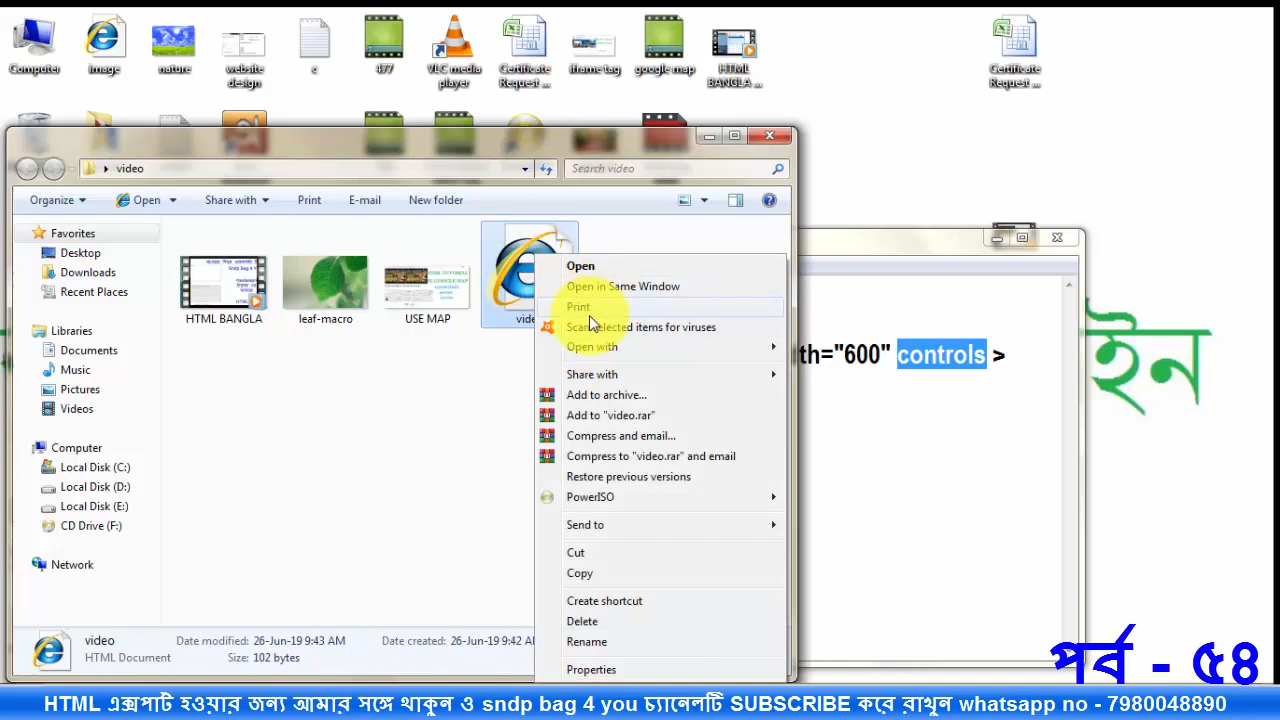 Computer
image
nature
website
design
c
477
VLC media
player
Certificate
Request ...
iframe tag
google map
HTML
BANGLA ...
Certificate
Request ...
video
Search video
Organize
Open
Share with
Print
E-mail
New folder
Favorites
Desktop
Downloads
Recent Places
Libraries
Documents
Music
Pictures
Videos
Computer
Local Disk (C:)
Local Disk (D:)
Local Disk (E:)
CD Drive (F:)
Network
HTML BANGLA
leaf-macro
USE MAP
Open
Open in Same Window
Print
Scan selected items for viruses
Open with
Share with
Add to archive...
Add to "video.rar"
Compress and email...
Compress to "video.rar" and email
Restore previous versions
PowerISO
Send to
Cut
Copy
Create shortcut
Delete
Rename
Properties
th="600" controls >
video
Date modified: 26-Jun-19 9:43 AM
Date created: 26-Jun-19 9:42 A
HTML Document
Size: 102 bytes
পর্ব - ৫৪
HTML এক্সপার্ট হওয়ার জন্য আমার সঙ্গে থাকুন ও sndp bag 4 you চ্যানেলটি SUBSCRIBE করে রাখুন whatsapp no - 7980048890